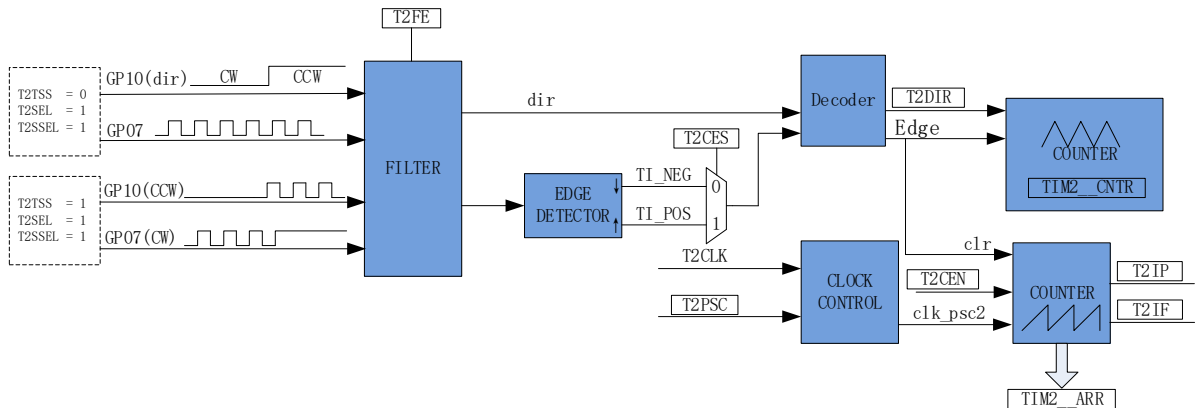 T2FE
GP10(dir) CW CCW
T2TSS = 0
T2SEL = 1
T2SSEL = 1
GP07
FILTER
dir
Decoder
T2DIR
Edge
COUNTER
TIM2__CNTR
T2CES
T2TSS = 1
T2SEL = 1
T2SSEL = 1
GP10(CCW)
GP07(CW)
EDGE
DETECTOR
TI_NEG
TI_POS
0
1
T2CLK
T2PSC
CLOCK
CONTROL
clr
T2CEN
clk_psc2
COUNTER
T2IP
T2IF
TIM2__ARR